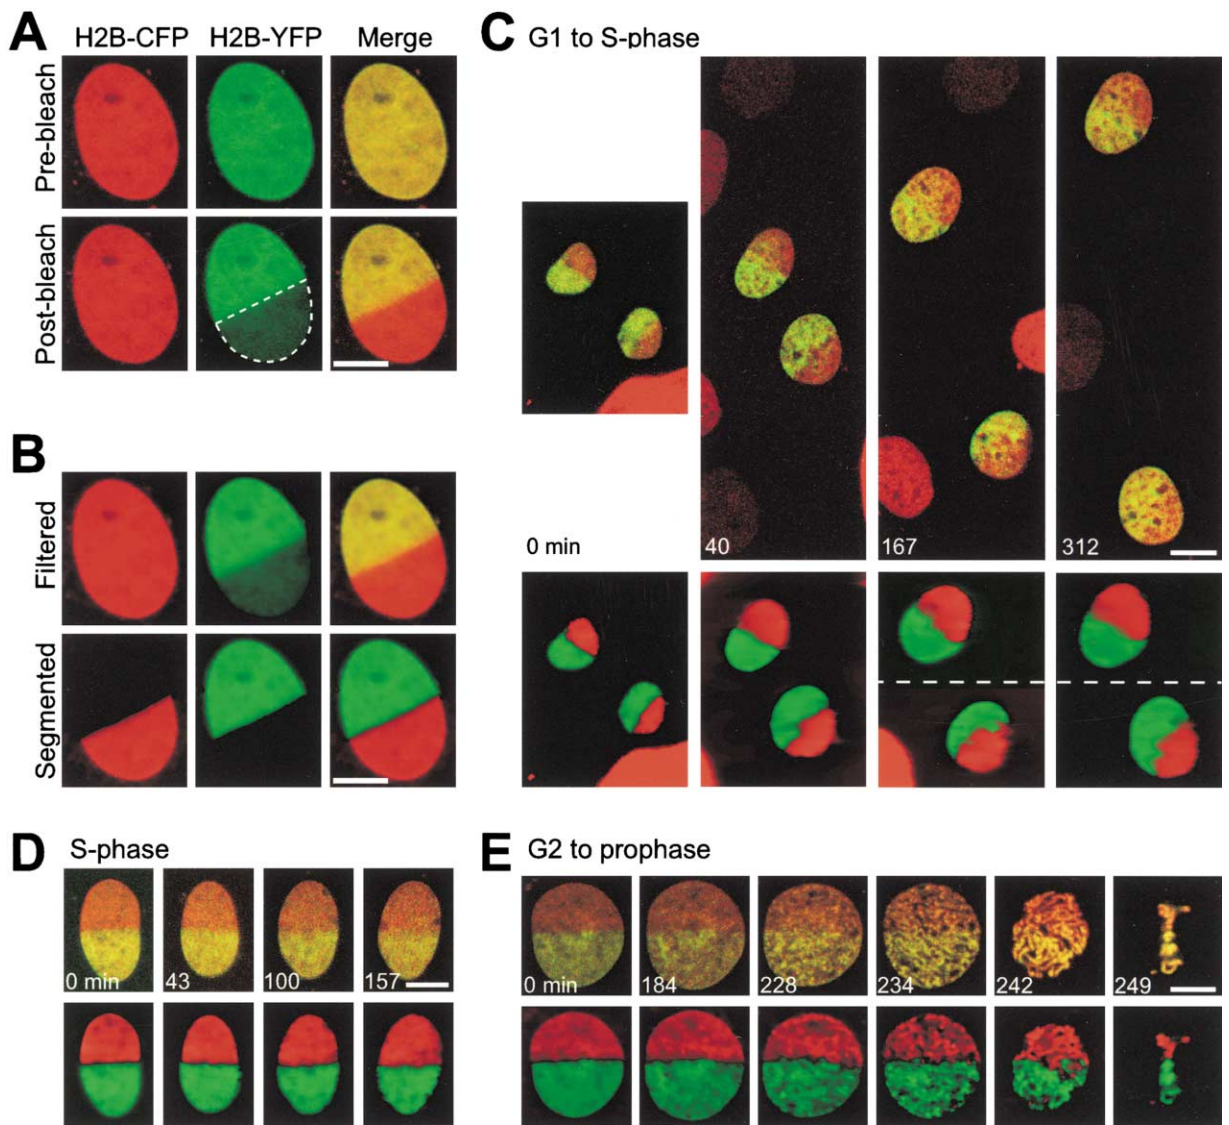 A
H2B-CFP H2B-YFP Merge
Pre-bleach
Post-bleach
B
Filtered
Segmented
C G1 to S-phase
0 min 40 167 312
D S-phase
0 min 43 100 157
E G2 to prophase
0 min 184 228 234 242 249